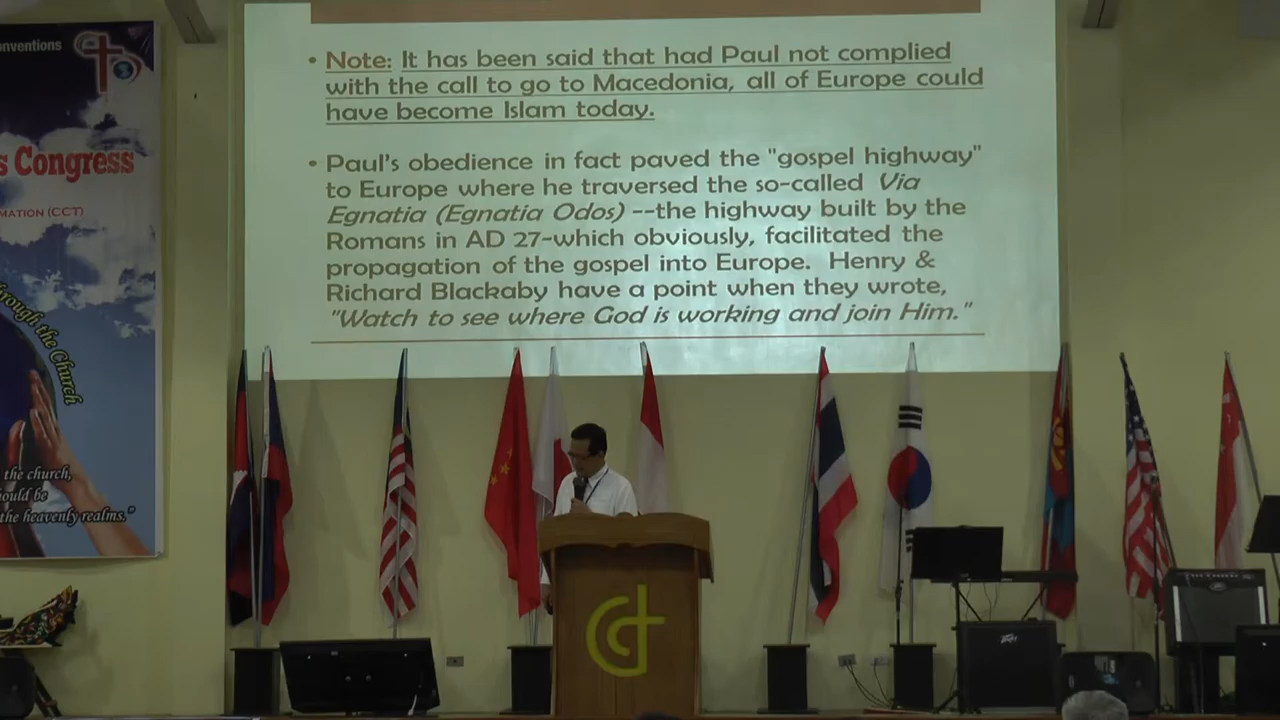 onventions
s Congress
MATION (CCT)
hrough the Church
the church,
ould be
the heavenly realms."
• Note: It has been said that had Paul not complied
with the call to go to Macedonia, all of Europe could
have become Islam today.
• Paul's obedience in fact paved the "gospel highway"
to Europe where he traversed the so-called Via
Egnatia (Egnatia Odos) --the highway built by the
Romans in AD 27-which obviously, facilitated the
propagation of the gospel into Europe. Henry &
Richard Blackaby have a point when they wrote,
"Watch to see where God is working and join Him."
PEAVEY